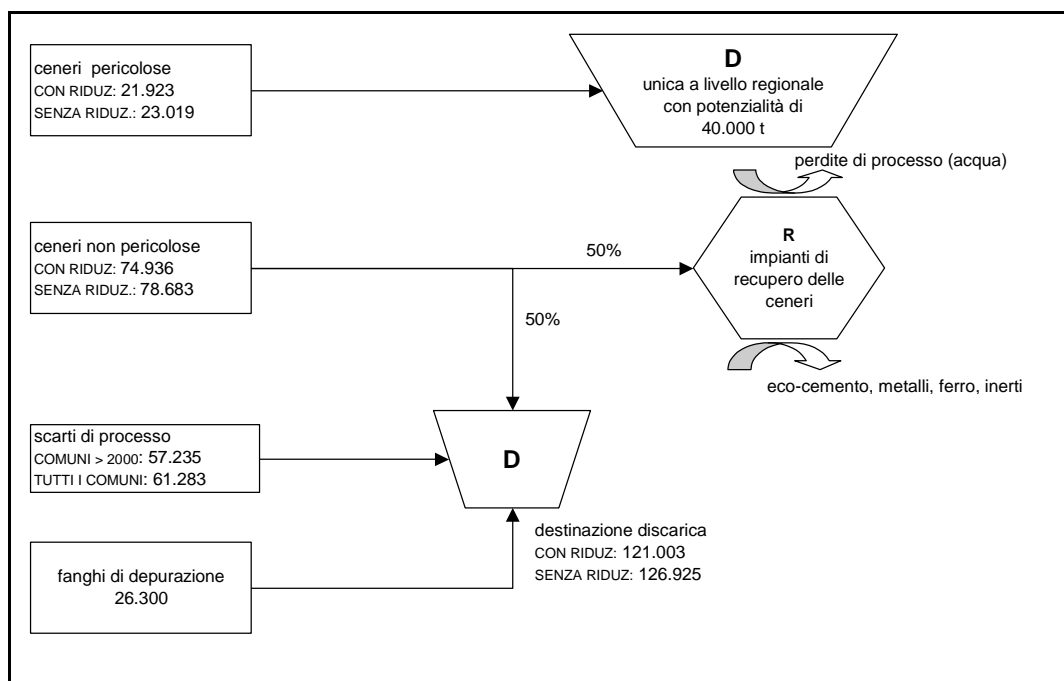 ceneri pericolose
CON RIDUZ: 21.923
SENZA RIDUZ.: 23.019
D
unica a livello regionale
con potenzialità di
40.000 t
perdite di processo (acqua)
ceneri non pericolose
CON RIDUZ: 74.936
SENZA RIDUZ.: 78.683
50%
R
impianti di
recupero delle
ceneri
50%
eco-cemento, metalli, ferro, inerti
scarti di processo
COMUNI > 2000: 57.235
TUTTI I COMUNI: 61.283
D
destinazione discarica
CON RIDUZ: 121.003
SENZA RIDUZ: 126.925
fanghi di depurazione
26.300